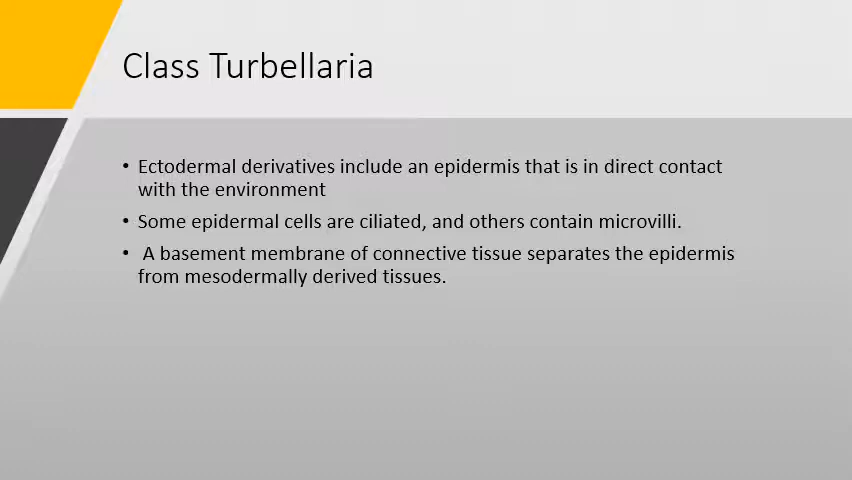 Class Turbellaria
• Ectodermal derivatives include an epidermis that is in direct contact
with the environment
• Some epidermal cells are ciliated, and others contain microvilli.
• A basement membrane of connective tissue separates the epidermis
from mesodermally derived tissues.